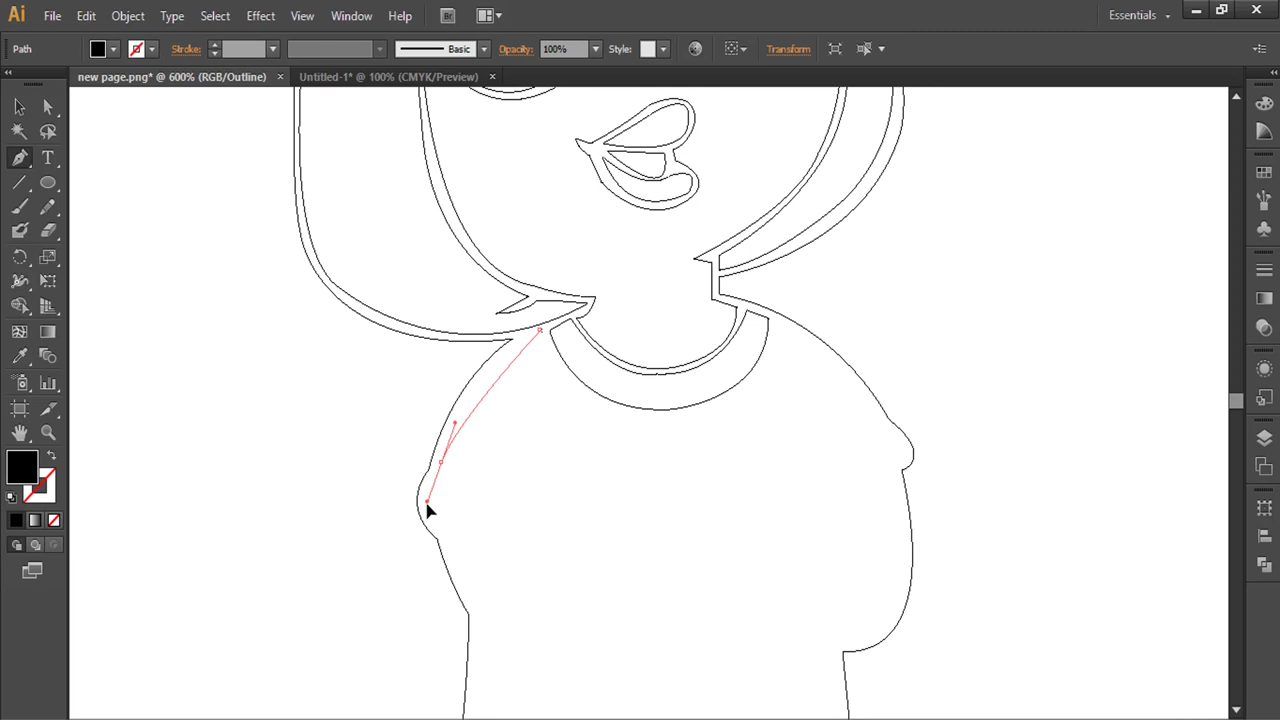 Ai File Edit Object Type Select Effect View Window Help Br Essentials
Path Stroke: Basic Opacity: 100% Style: Transform
new page.png* @ 600% (RGB/Outline) × Untitled-1* @ 100% (CMYK/Preview) ×
T